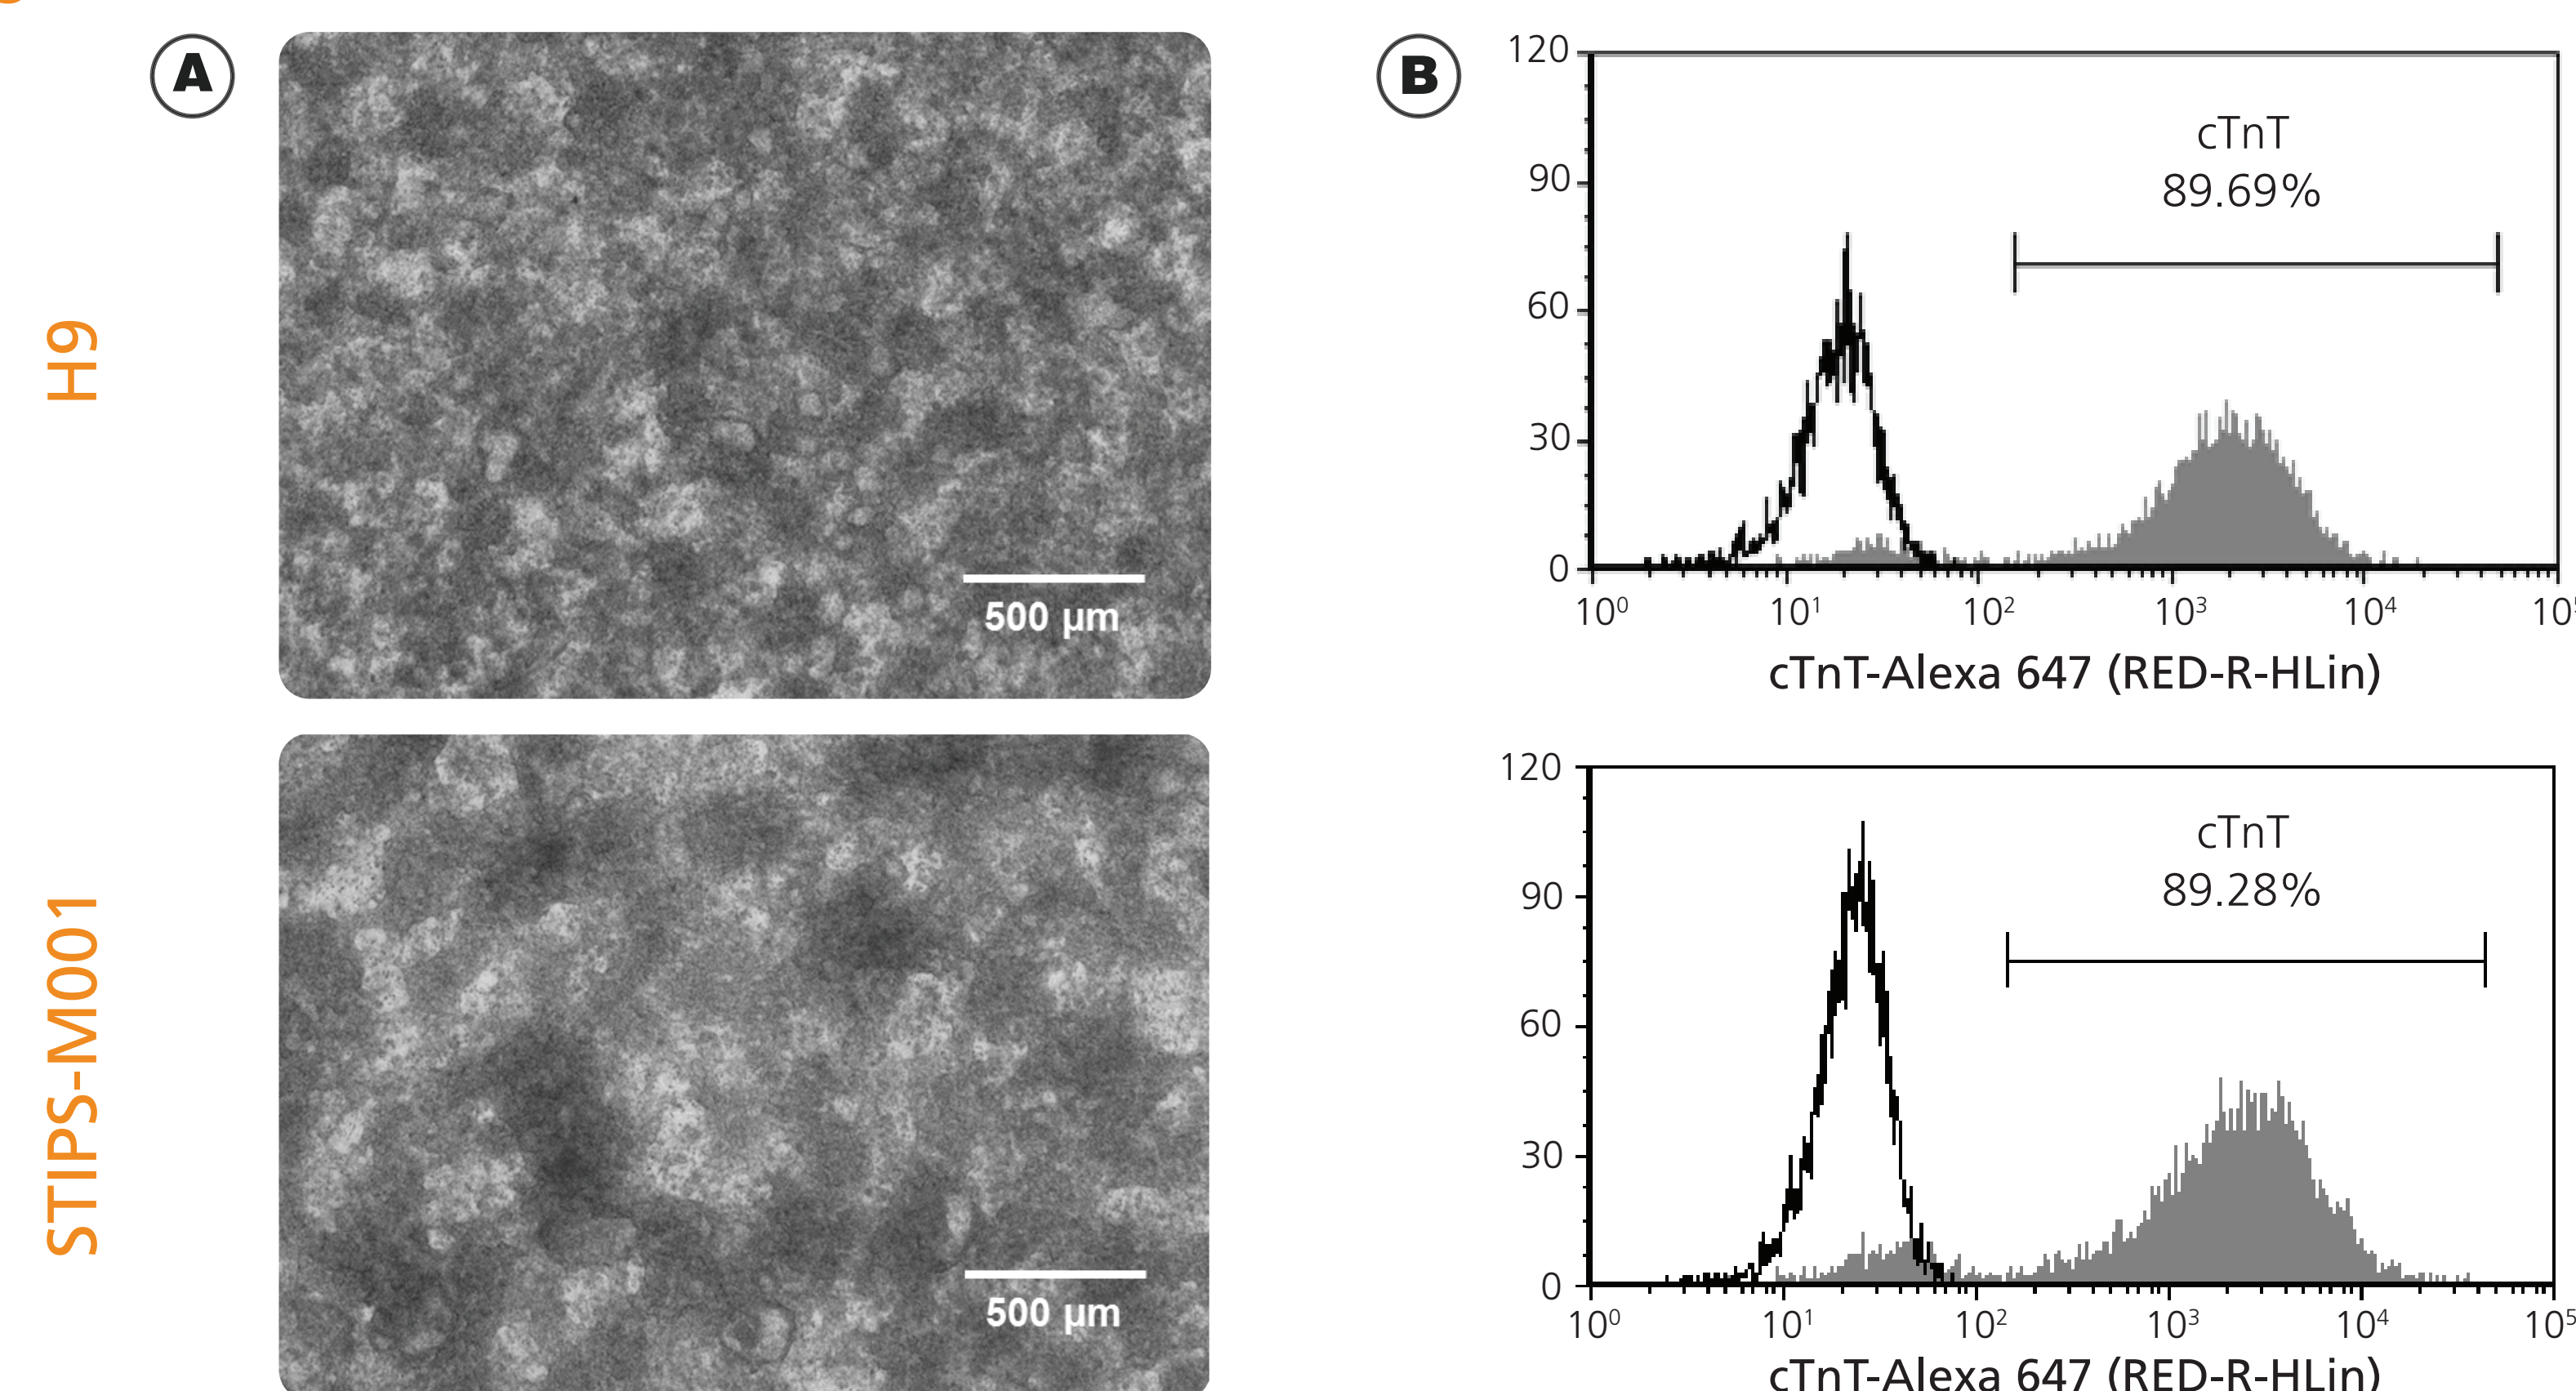 A
B
H9
500 µm
120
90
60
30
0
cTnT
89.69%
10⁰ 10¹ 10² 10³ 10⁴ 10⁵
cTnT-Alexa 647 (RED-R-HLin)
STIPS-M001
500 µm
120
90
60
30
0
cTnT
89.28%
10⁰ 10¹ 10² 10³ 10⁴ 10⁵
cTnT-Alexa 647 (RED-R-HLin)